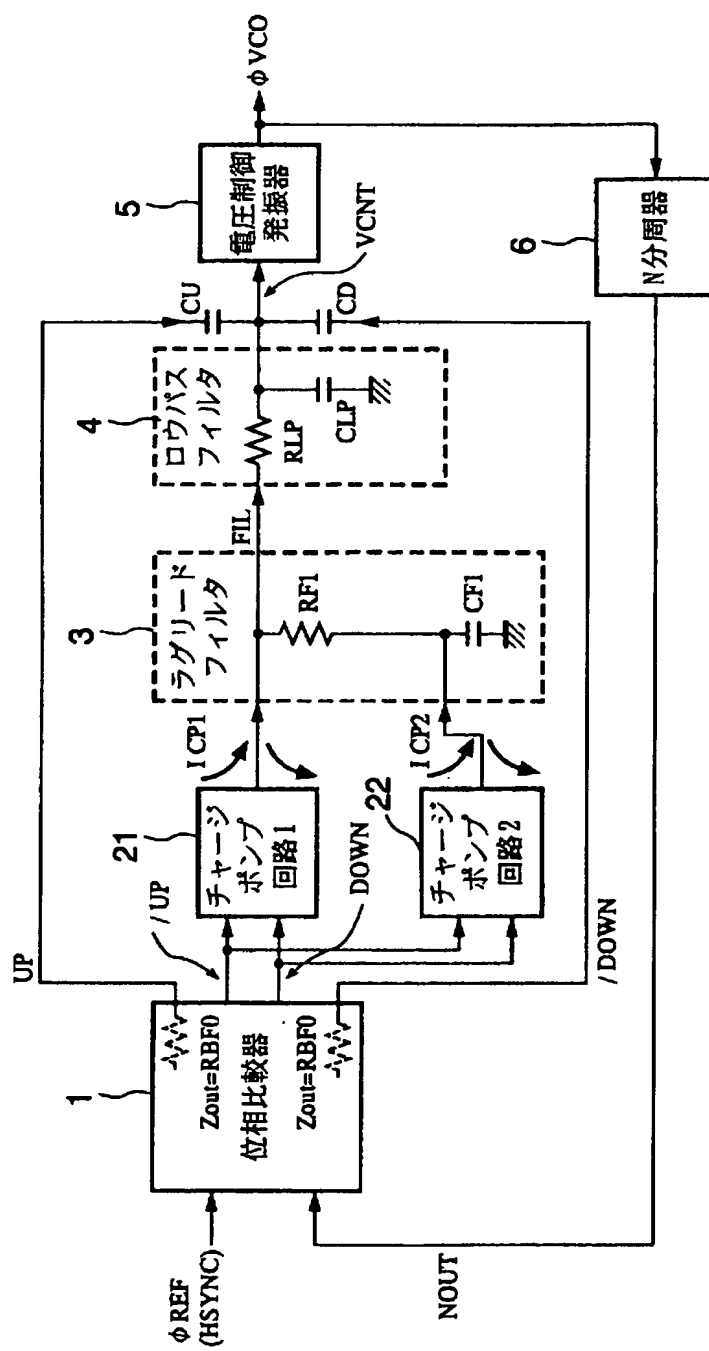 φREF
(HSYNC)
NOUT
1
位相比較器
Zout=RBF0
Zout=RBF0
UP
/UP
DOWN
/DOWN
21
チャージ
ポンプ
回路1
22
チャージ
ポンプ
回路2
I CP1
I CP2
3
ラグリード
フィルタ
RF1
CF1
FIL
4
ロウパス
フィルタ
RLP
CLP
CU
CD
VCNT
5
電圧制御
発振器
φVCO
6
N分周器